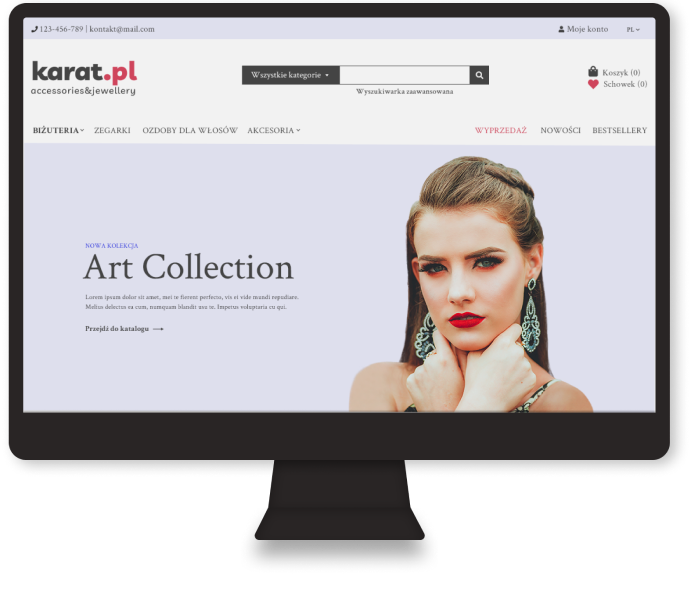 123-456-789 | kontakt@mail.com
Moje konto
PL
karat.pl
accessories&jewellery
Wszystkie kategorie
Wyszukiwarka zaawansowana
Koszyk (0)
Schowek (0)
BIŻUTERIA
ZEGARKI
OZDOBY DLA WŁOSÓW
AKCESORIA
WYPRZEDAŻ
NOWOŚCI
BESTSELLERY
NOWA KOLEKCJA
Art Collection
Lorem ipsum dolor sit amet, mei te fierent perfecto, vis ei vide mundi repudiare.
Melius delectus ea cum, numquam blandit usu te. Impetus voluptaria cu qui.
Przejdź do katalogu